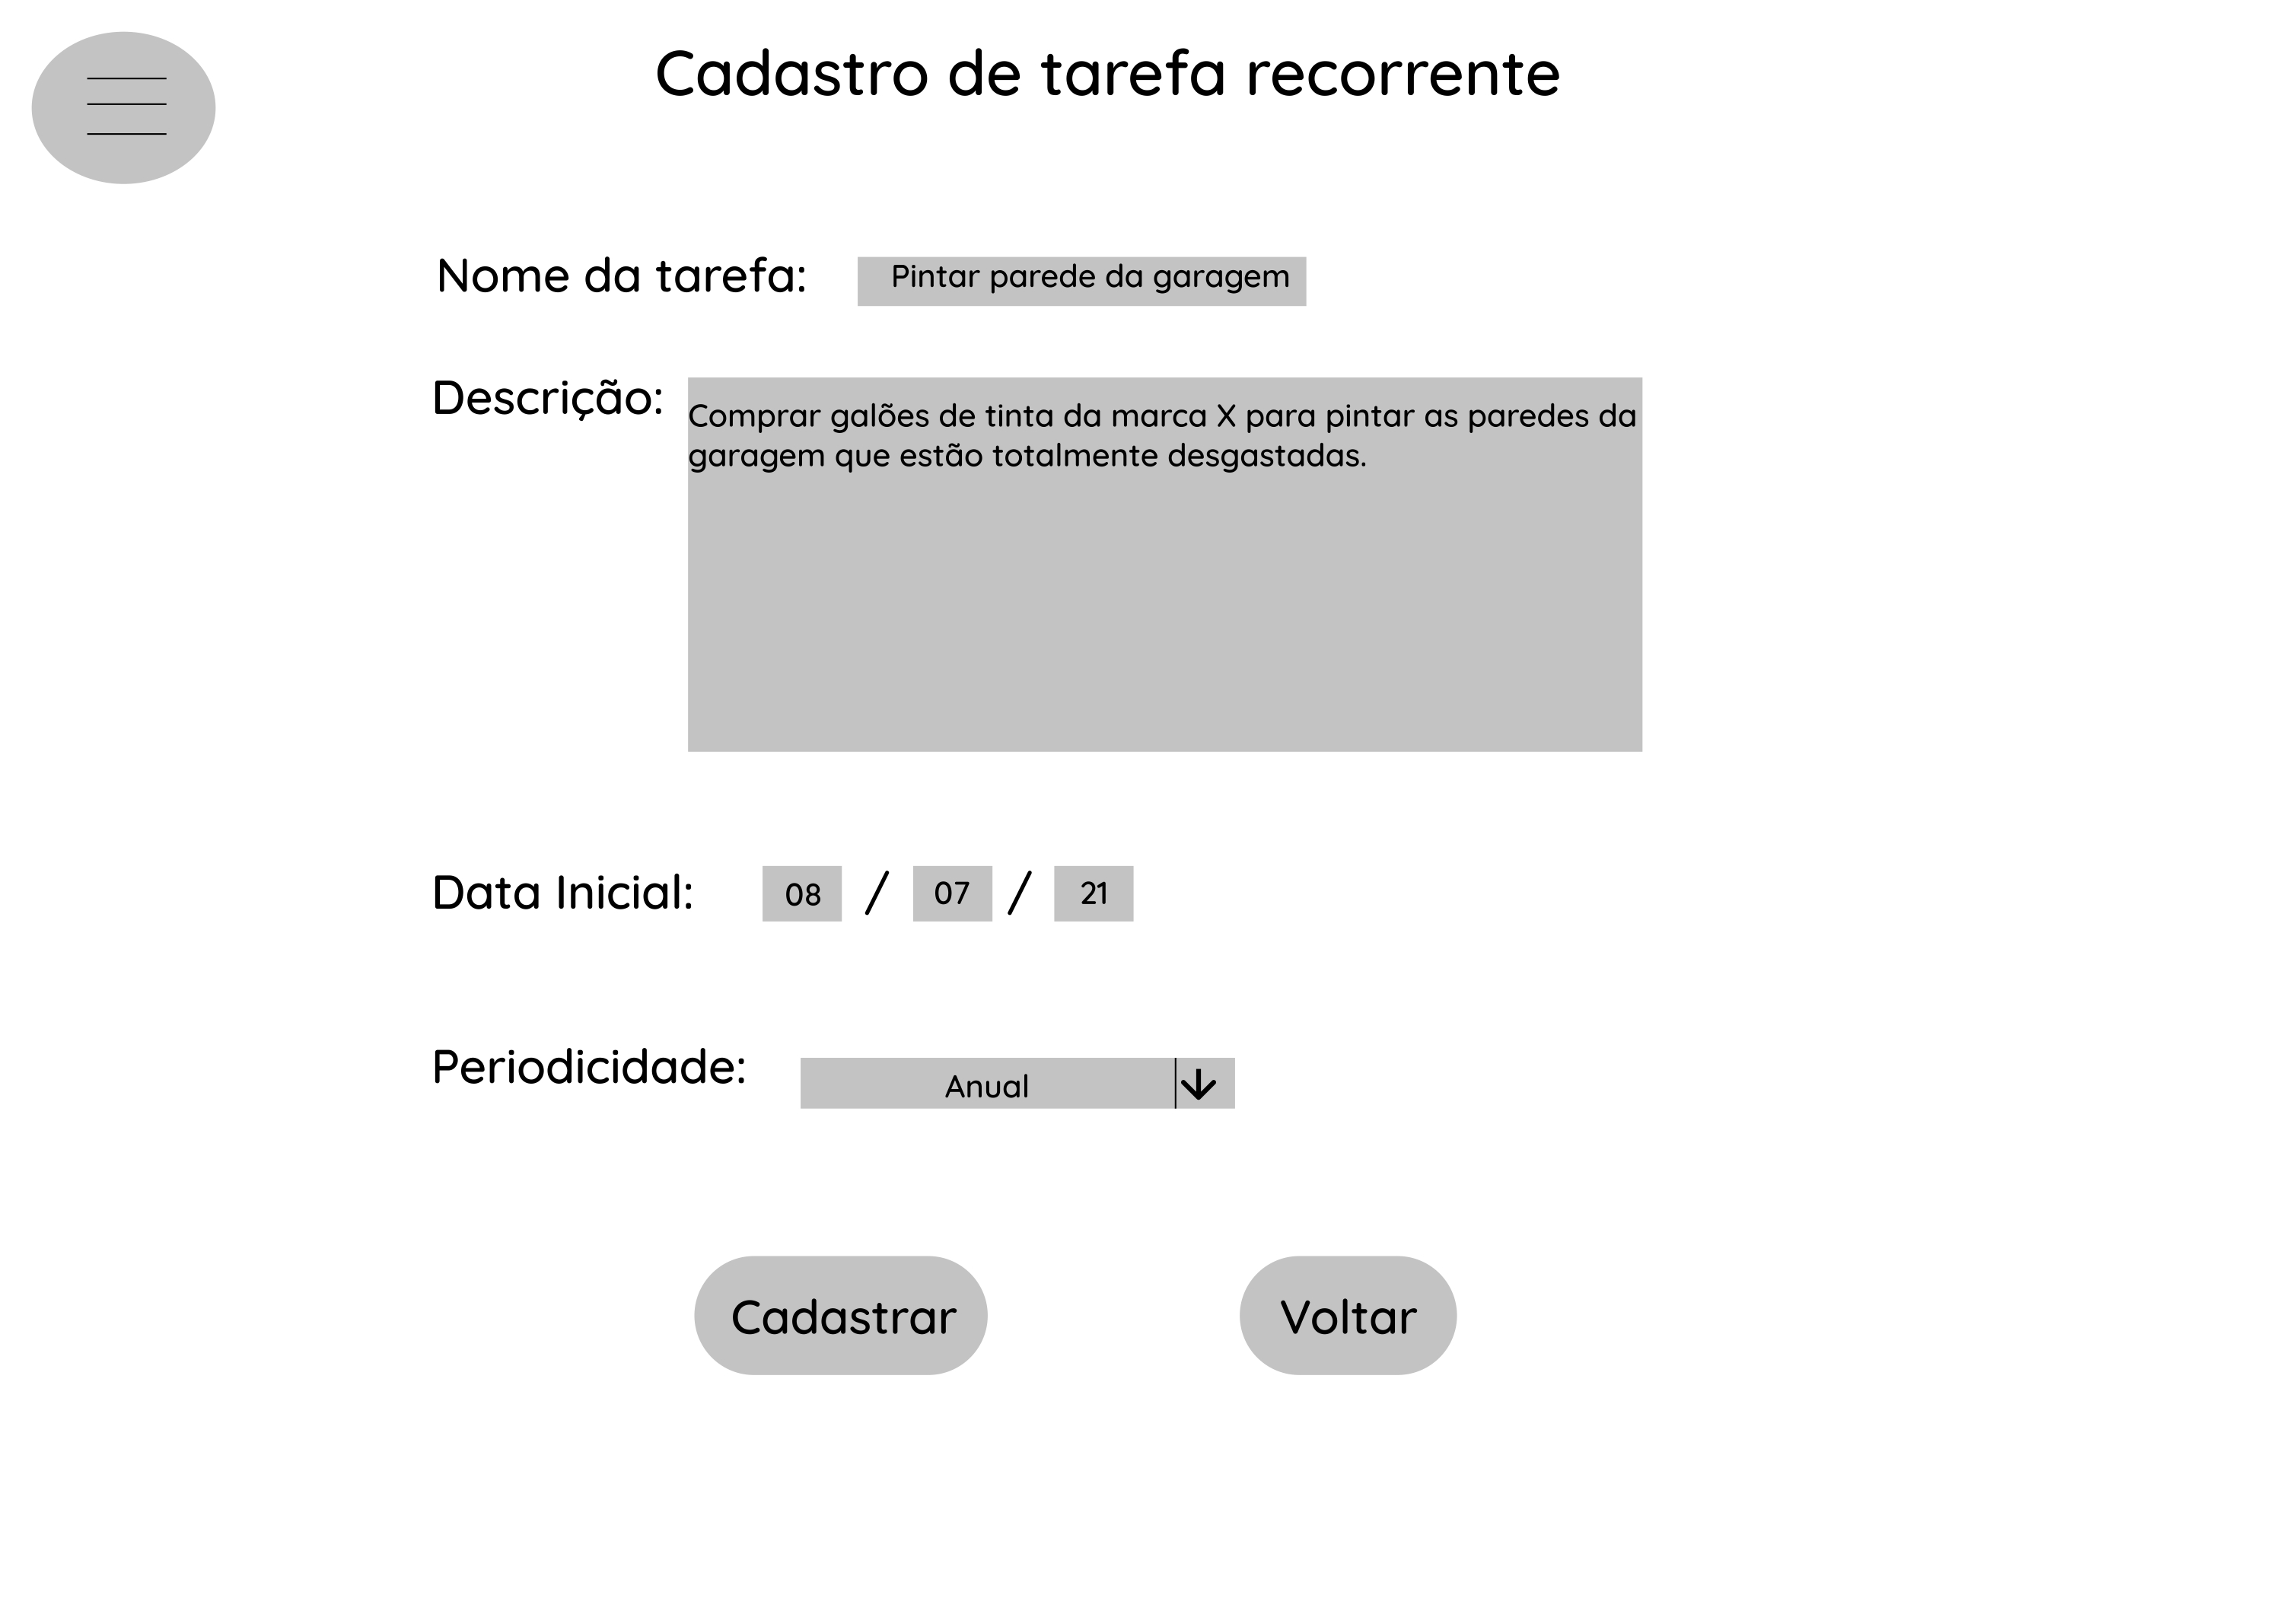 Cadastro de tarefa recorrente
Nome da tarefa: Pintar parede da garagem
Descrição: Comprar galões de tinta da marca X para pintar as paredes da
garagem que estão totalmente desgastadas.
Data Inicial: 08 / 07 / 21
Periodicidade: Anual
Cadastrar Voltar